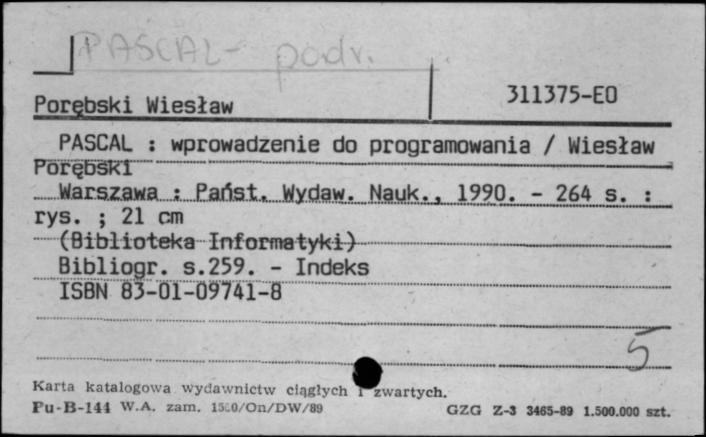 PASCAL - podr.
311375-EO
Porębski Wiesław
PASCAL : wprowadzenie do programowania / Wiesław
Porębski
Warszawa : Państ. Wydaw. Nauk., 1990. - 264 s. :
rys. ; 21 cm
(Biblioteka Informatyki)
Bibliogr. s.259. - Indeks
ISBN 83-01-09741-8
5
Karta katalogowa wydawnictw ciągłych i zwartych.
Pu-B-144 W.A. zam. /On/DW/89 GZG Z-3 3465-89 1.500.000 szt.